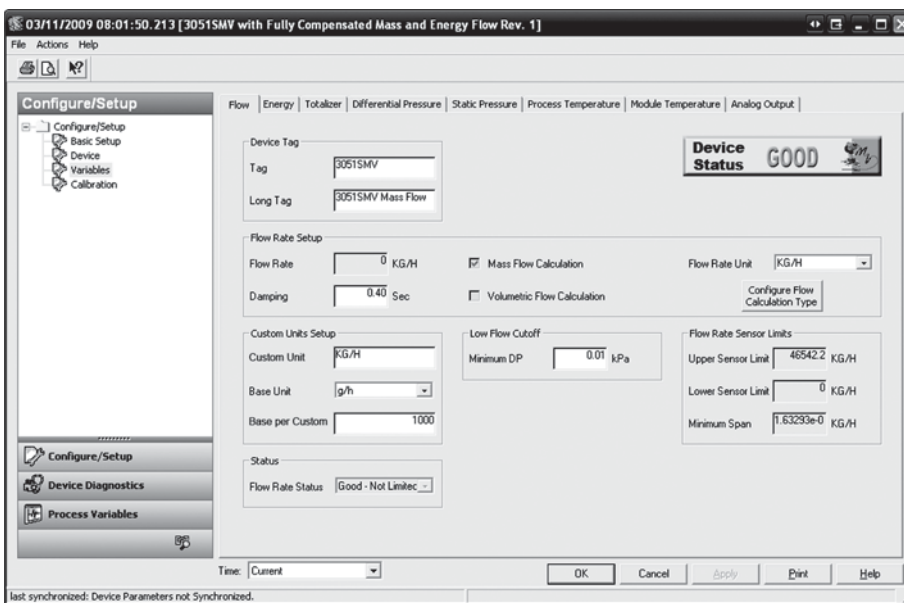 03/11/2009 08:01:50.213 [3051SMV with Fully Compensated Mass and Energy Flow Rev. 1]
File Actions Help
Configure/Setup
Configure/Setup
Basic Setup
Device
Variables
Calibration
Configure/Setup
Device Diagnostics
Process Variables
Flow Energy Totalizer Differential Pressure Static Pressure Process Temperature Module Temperature Analog Output
Device Tag
Tag 3051SMV
Long Tag 3051SMV Mass Flow
Device Status GOOD
Flow Rate Setup
Flow Rate 0 KG/H
Mass Flow Calculation
Flow Rate Unit KG/H
Damping 0.40 Sec
Volumetric Flow Calculation
Configure Flow Calculation Type
Custom Units Setup
Custom Unit KG/H
Base Unit g/h
Base per Custom 1000
Low Flow Cutoff
Minimum DP 0.01 kPa
Flow Rate Sensor Limits
Upper Sensor Limit 46542.2 KG/H
Lower Sensor Limit 0 KG/H
Minimum Span 1.63293e-0 KG/H
Status
Flow Rate Status Good - Not Limitec
Time: Current
OK Cancel Apply Print Help
last synchronized: Device Parameters not Synchronized.